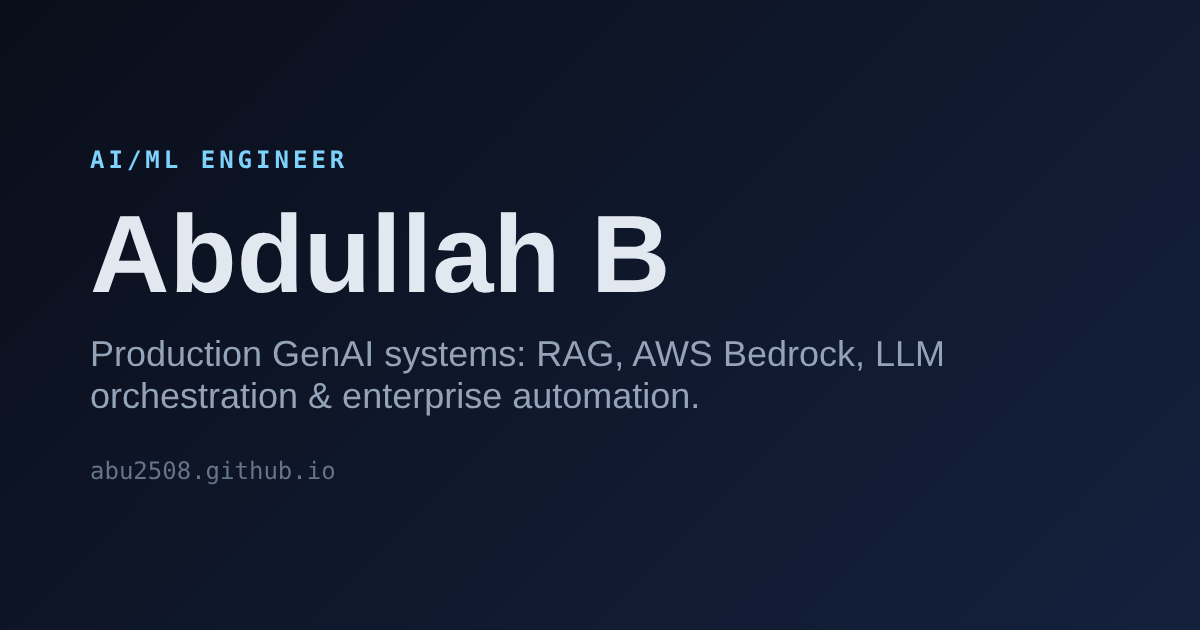 AI/ML ENGINEER
Abdullah B
Production GenAI systems: RAG, AWS Bedrock, LLM
orchestration & enterprise automation.
abu2508.github.io